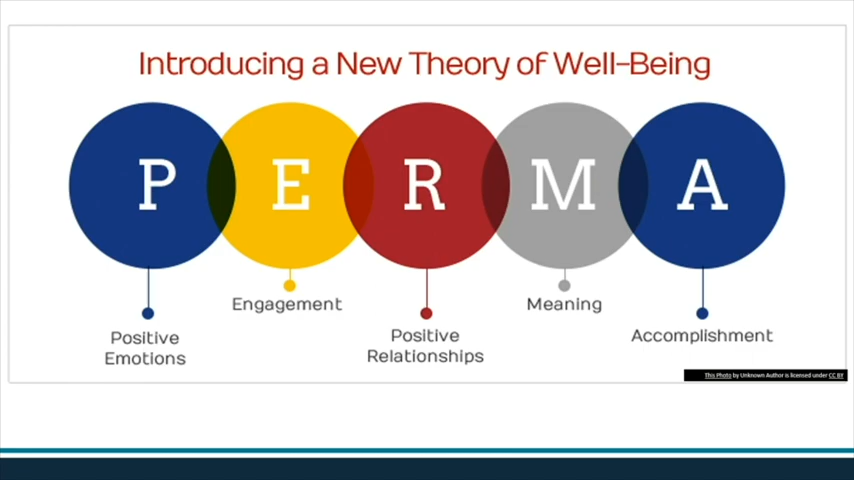 Introducing a New Theory of Well-Being
P E R M A
Engagement
Meaning
Positive
Emotions
Positive
Relationships
Accomplishment
This Photo by Unknown Author is licensed under CC BY